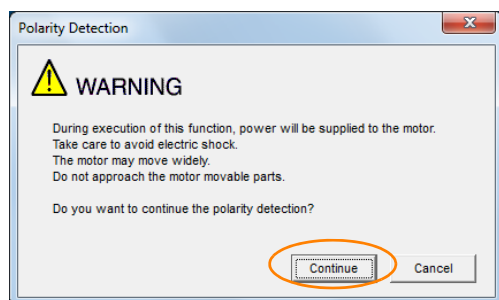 Polarity Detection
WARNING
During execution of this function, power will be supplied to the motor.
Take care to avoid electric shock.
The motor may move widely.
Do not approach the motor movable parts.
Do you want to continue the polarity detection?
Continue
Cancel